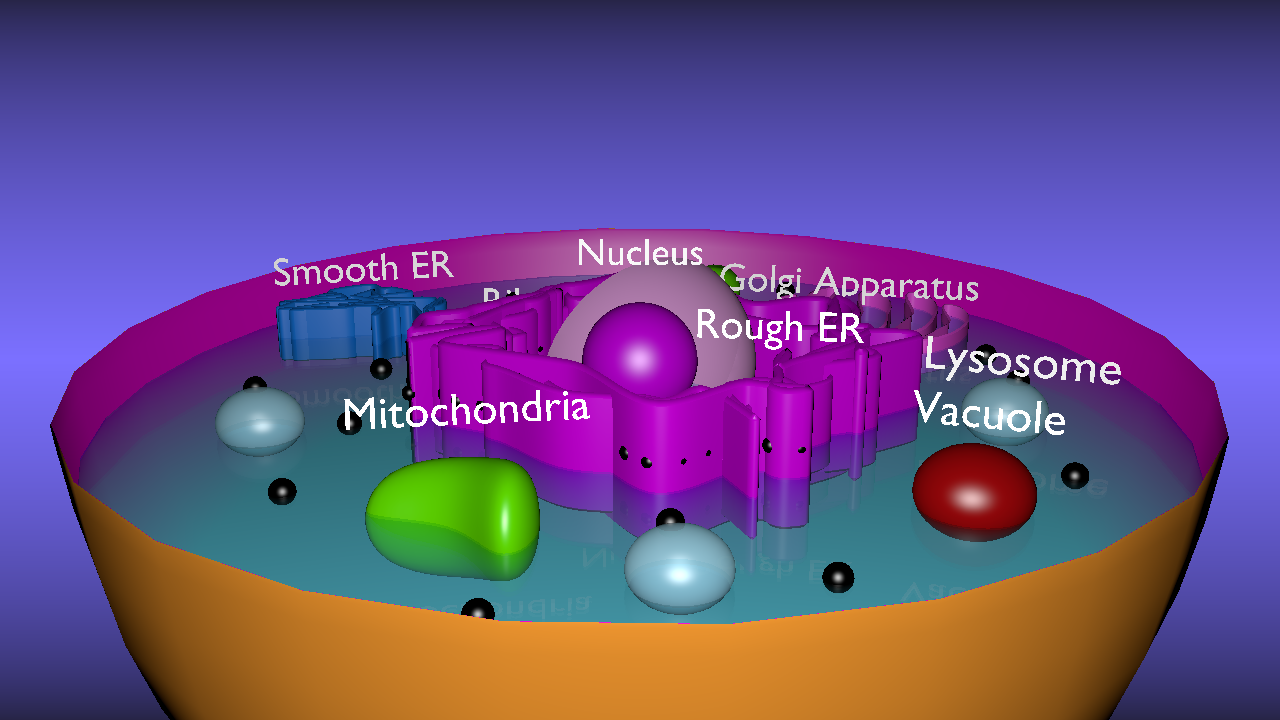 Nucleus
Smooth ER
Golgi Apparatus
Rough ER
Lysosome
Mitochondria
Vacuole